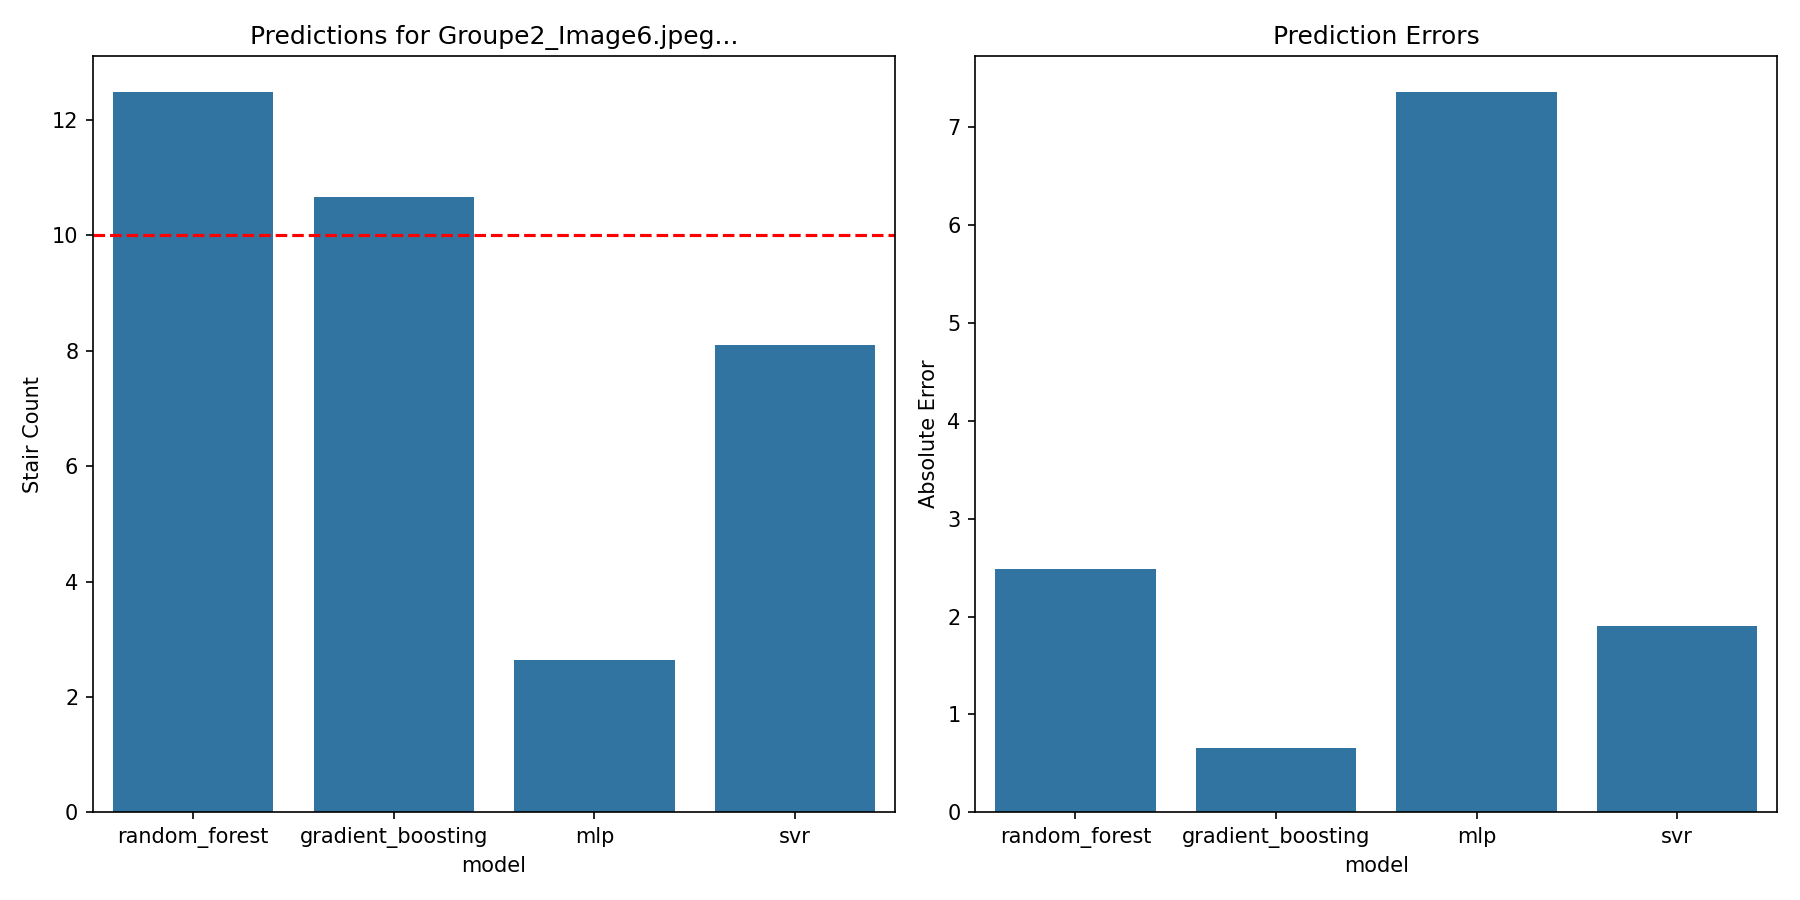 Predictions for Groupe2_Image6.jpeg...
Stair Count
12
10
8
6
4
2
0
random_forest gradient_boosting mlp svr
model
Prediction Errors
Absolute Error
7
6
5
4
3
2
1
0
random_forest gradient_boosting mlp svr
model